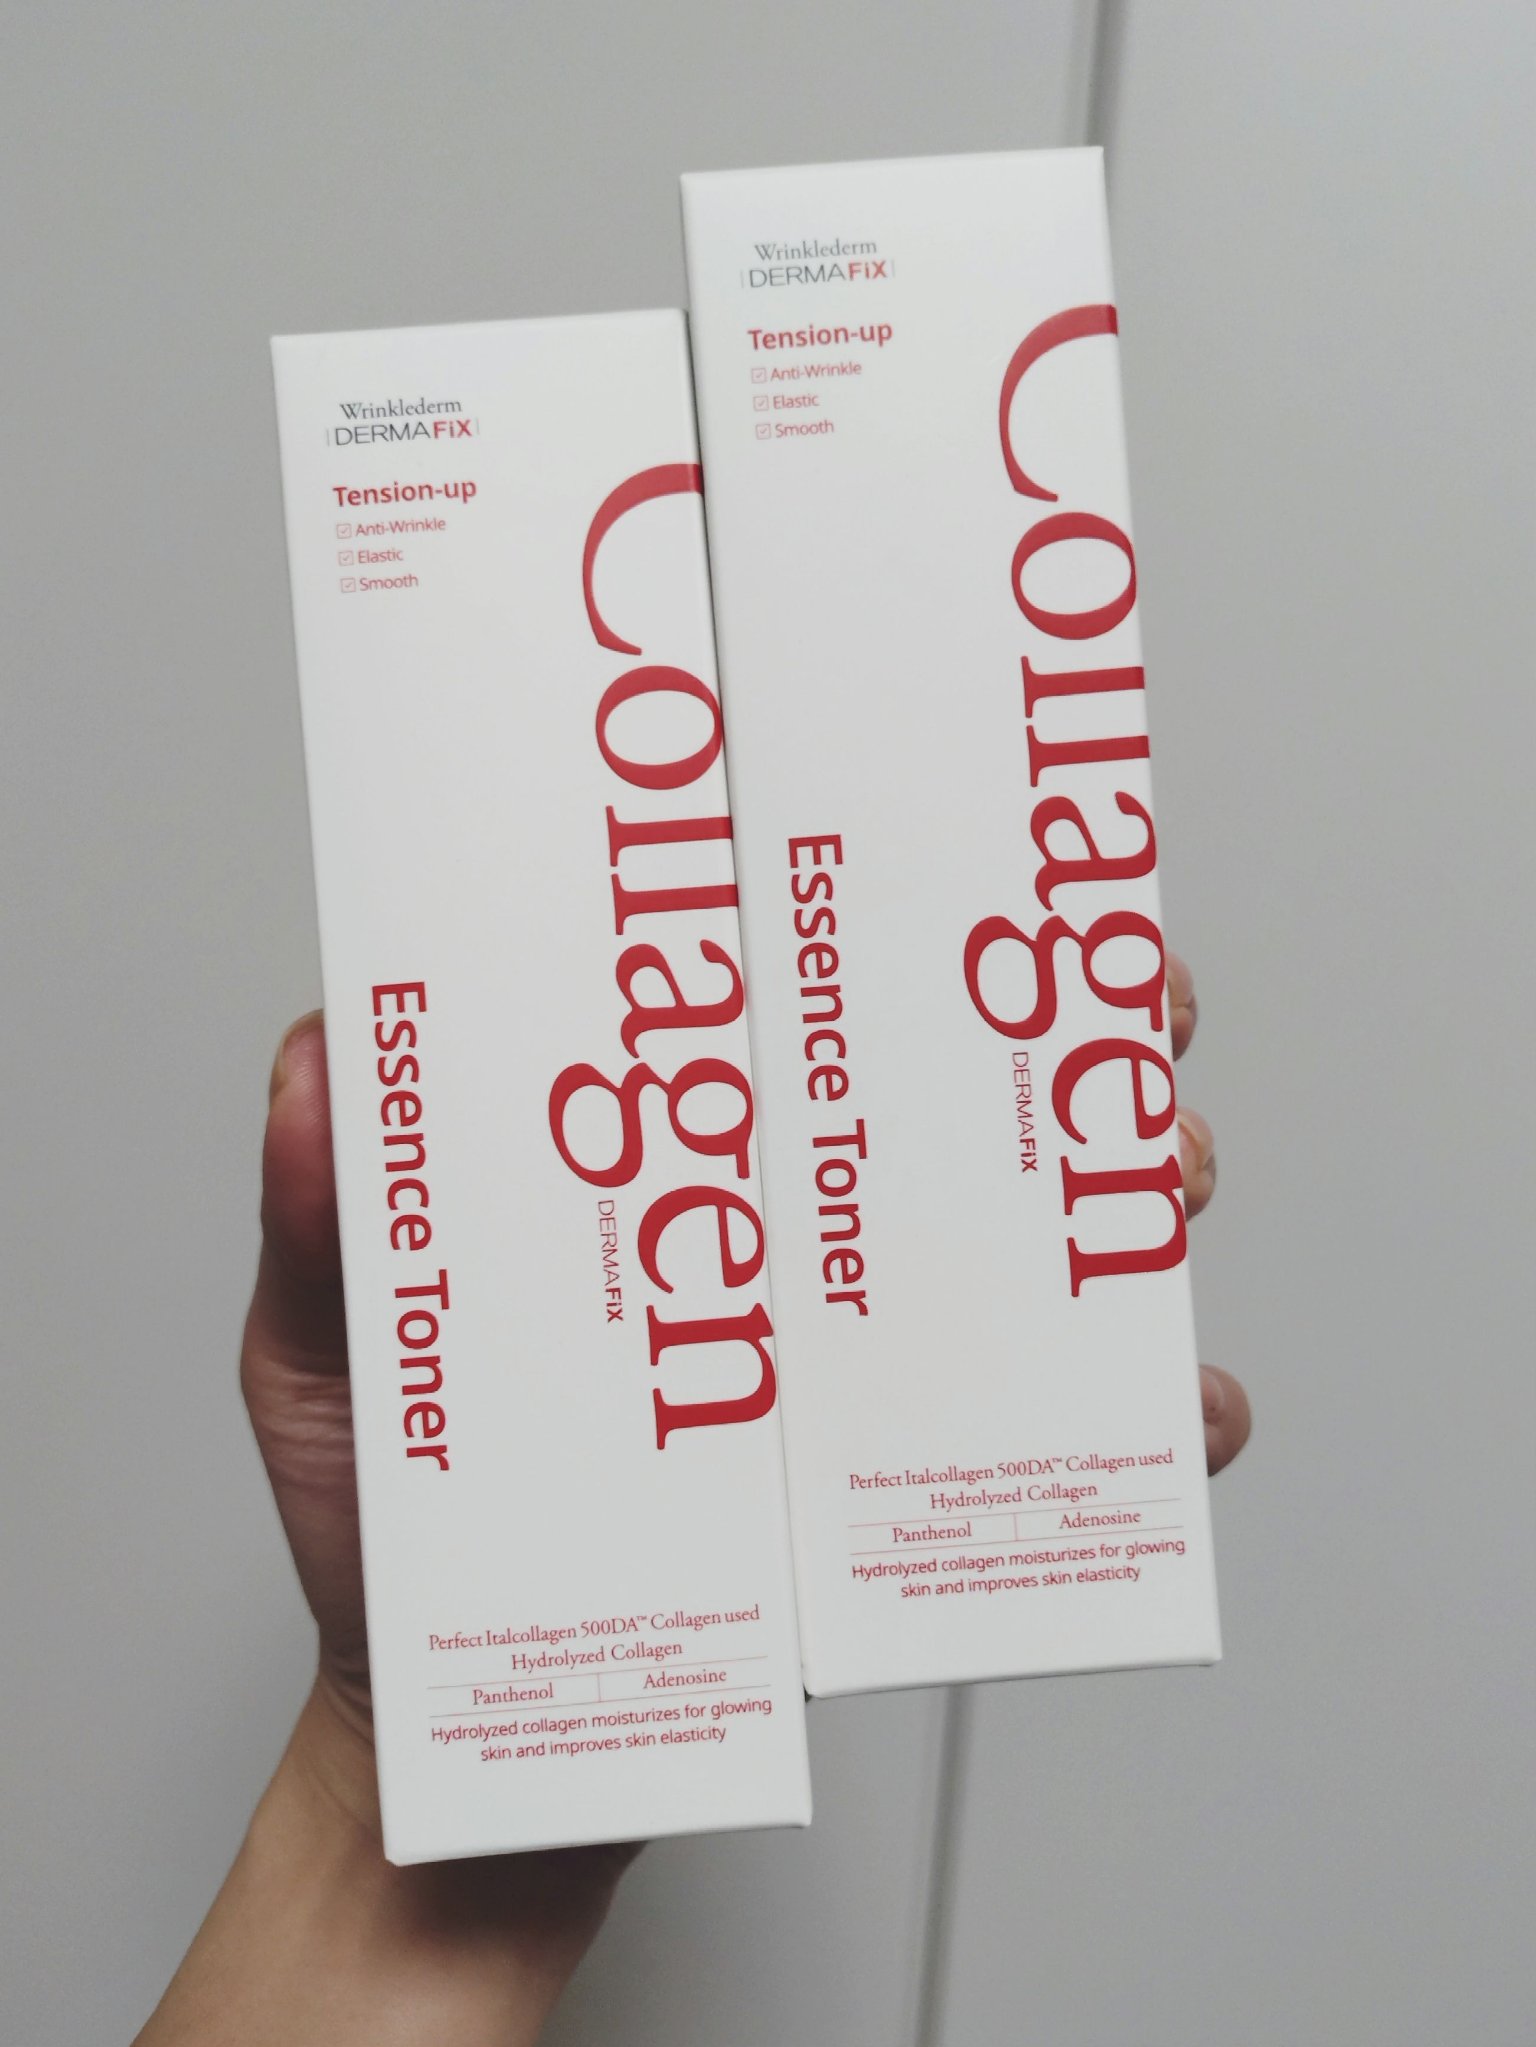 Wrinklederm
DERMAFiX
Tension-up
Anti-Wrinkle
Elastic
Smooth
Collagen
DERMAFiX
Essence Toner
Perfect Italcollagen 500DA™ Collagen used
Hydrolyzed Collagen
Panthenol
Adenosine
Hydrolyzed collagen moisturizes for glowing
skin and improves skin elasticity
Wrinklederm
DERMAFiX
Tension-up
Anti-Wrinkle
Elastic
Smooth
Collagen
DERMAFiX
Essence Toner
Perfect Italcollagen 500DA™ Collagen used
Hydrolyzed Collagen
Panthenol
Adenosine
Hydrolyzed collagen moisturizes for glowing
skin and improves skin elasticity